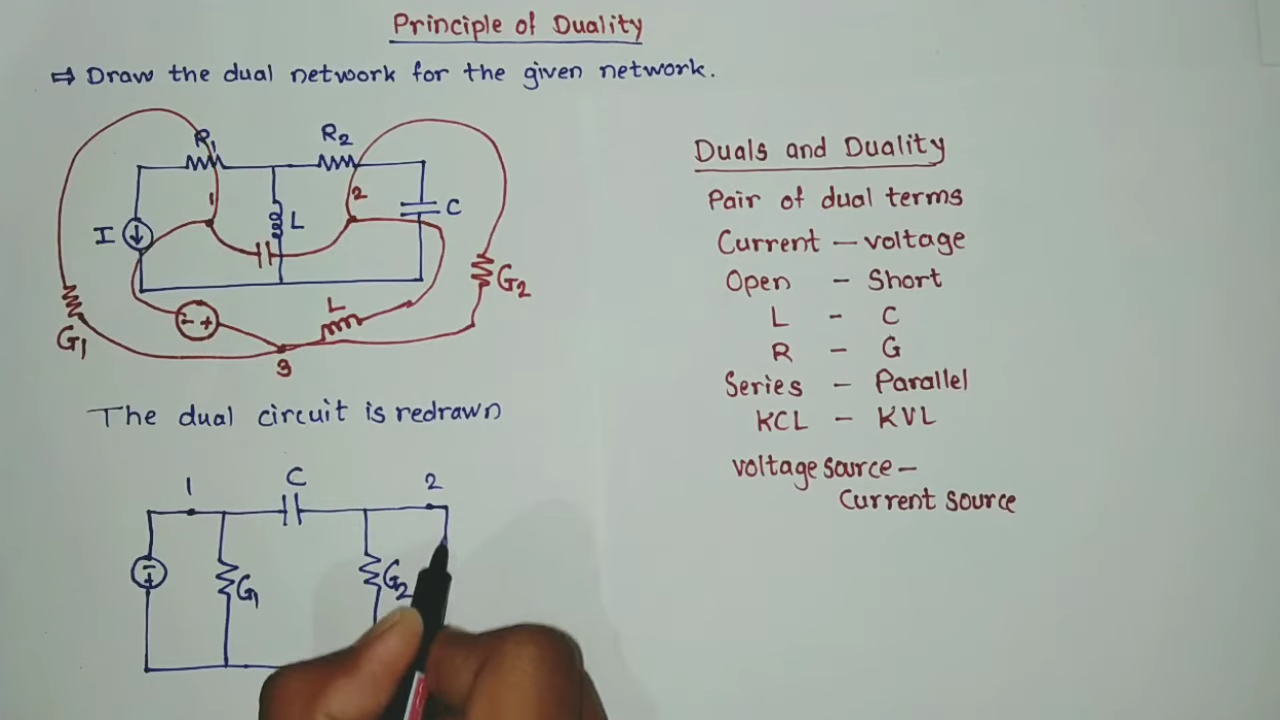 Principle of Duality
⇒ Draw the dual network for the given network.
R1
R2
1
2
I
L
C
G2
- +
L
G1
3
The dual circuit is redrawn
1
C
2
- +
G1
G2
Duals and Duality
Pair of dual terms
Current – voltage
Open – Short
L - C
R – G
Series – Parallel
KCL – KVL
voltage source –
Current source